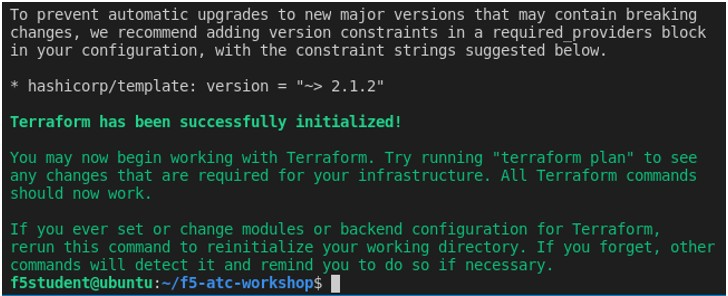 To prevent automatic upgrades to new major versions that may contain breaking
changes, we recommend adding version constraints in a required_providers block
in your configuration, with the constraint strings suggested below.
* hashicorp/template: version = "~> 2.1.2"
Terraform has been successfully initialized!
You may now begin working with Terraform. Try running "terraform plan" to see
any changes that are required for your infrastructure. All Terraform commands
should now work.
If you ever set or change modules or backend configuration for Terraform,
rerun this command to reinitialize your working directory. If you forget, other
commands will detect it and remind you to do so if necessary.
f5student@ubuntu:~/f5-atc-workshop$